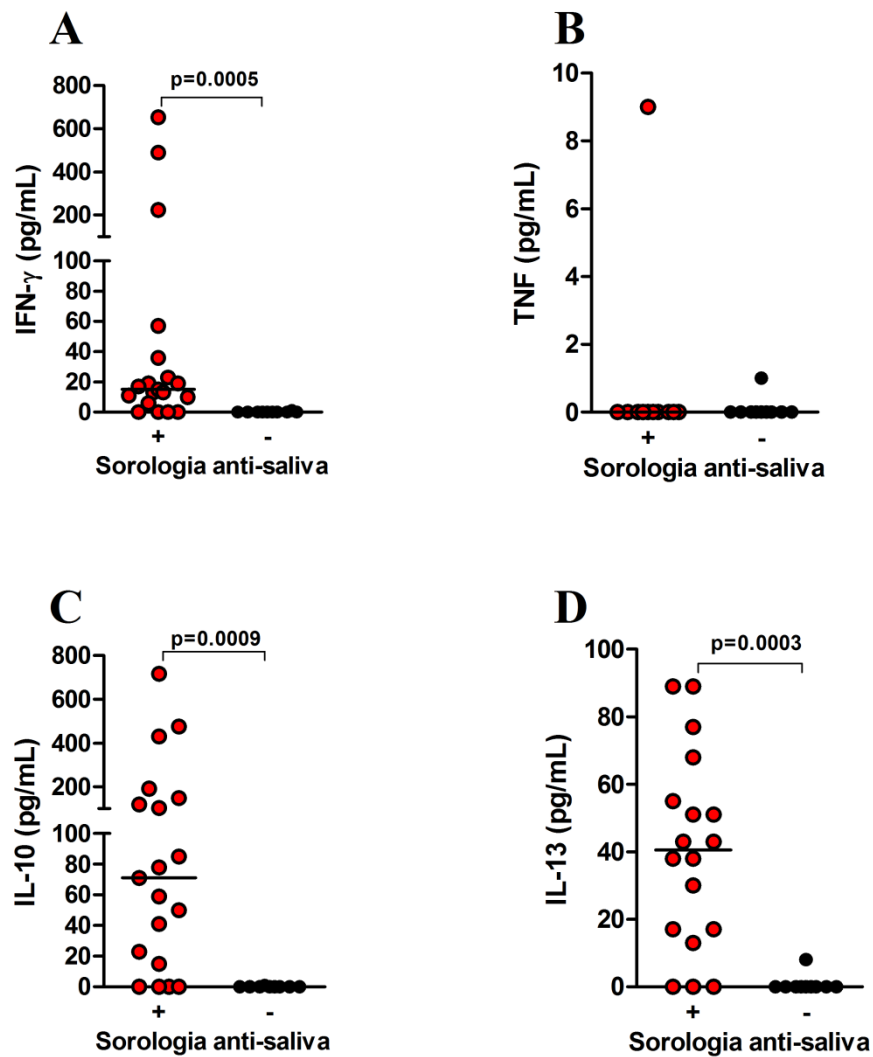 A
p=0.0005
IFN-γ (pg/mL)
800
600
400
200
100
80
60
40
20
0
+ -
Sorologia anti-saliva
B
TNF (pg/mL)
10
8
6
4
2
0
+ -
Sorologia anti-saliva
C
p=0.0009
IL-10 (pg/mL)
800
600
400
200
100
80
60
40
20
0
+ -
Sorologia anti-saliva
D
p=0.0003
IL-13 (pg/mL)
100
80
60
40
20
0
+ -
Sorologia anti-saliva